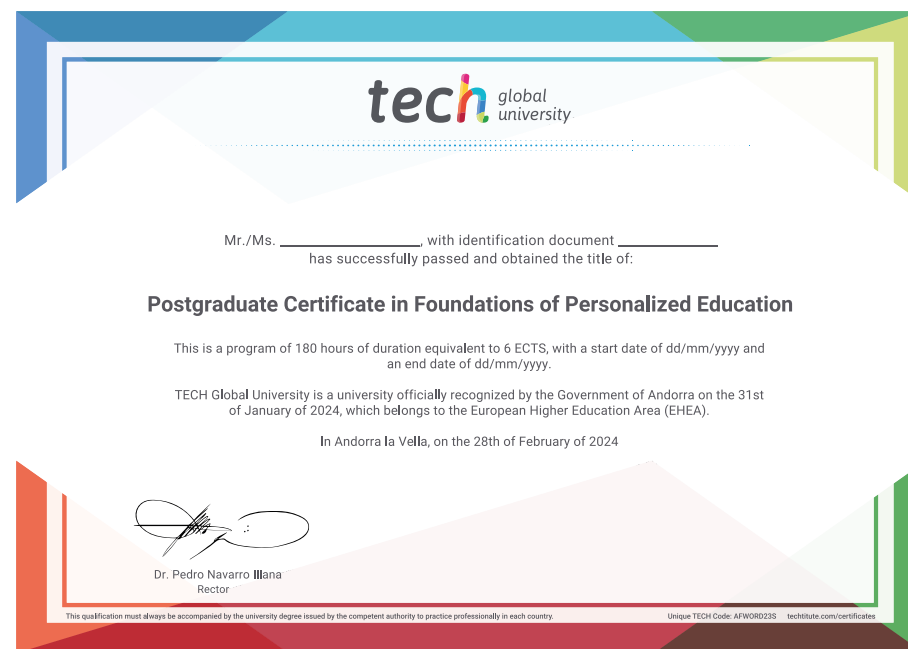 tech global university
Mr./Ms. ____________________, with identification document ______________
has successfully passed and obtained the title of:
Postgraduate Certificate in Foundations of Personalized Education
This is a program of 180 hours of duration equivalent to 6 ECTS, with a start date of dd/mm/yyyy and
an end date of dd/mm/yyyy.
TECH Global University is a university officially recognized by the Government of Andorra on the 31st
of January of 2024, which belongs to the European Higher Education Area (EHEA).
In Andorra la Vella, on the 28th of February of 2024
Dr. Pedro Navarro Illana
Rector
This qualification must always be accompanied by the university degree issued by the competent authority to practice professionally in each country.
Unique TECH Code: AFWORD23S techtitute.com/certificates